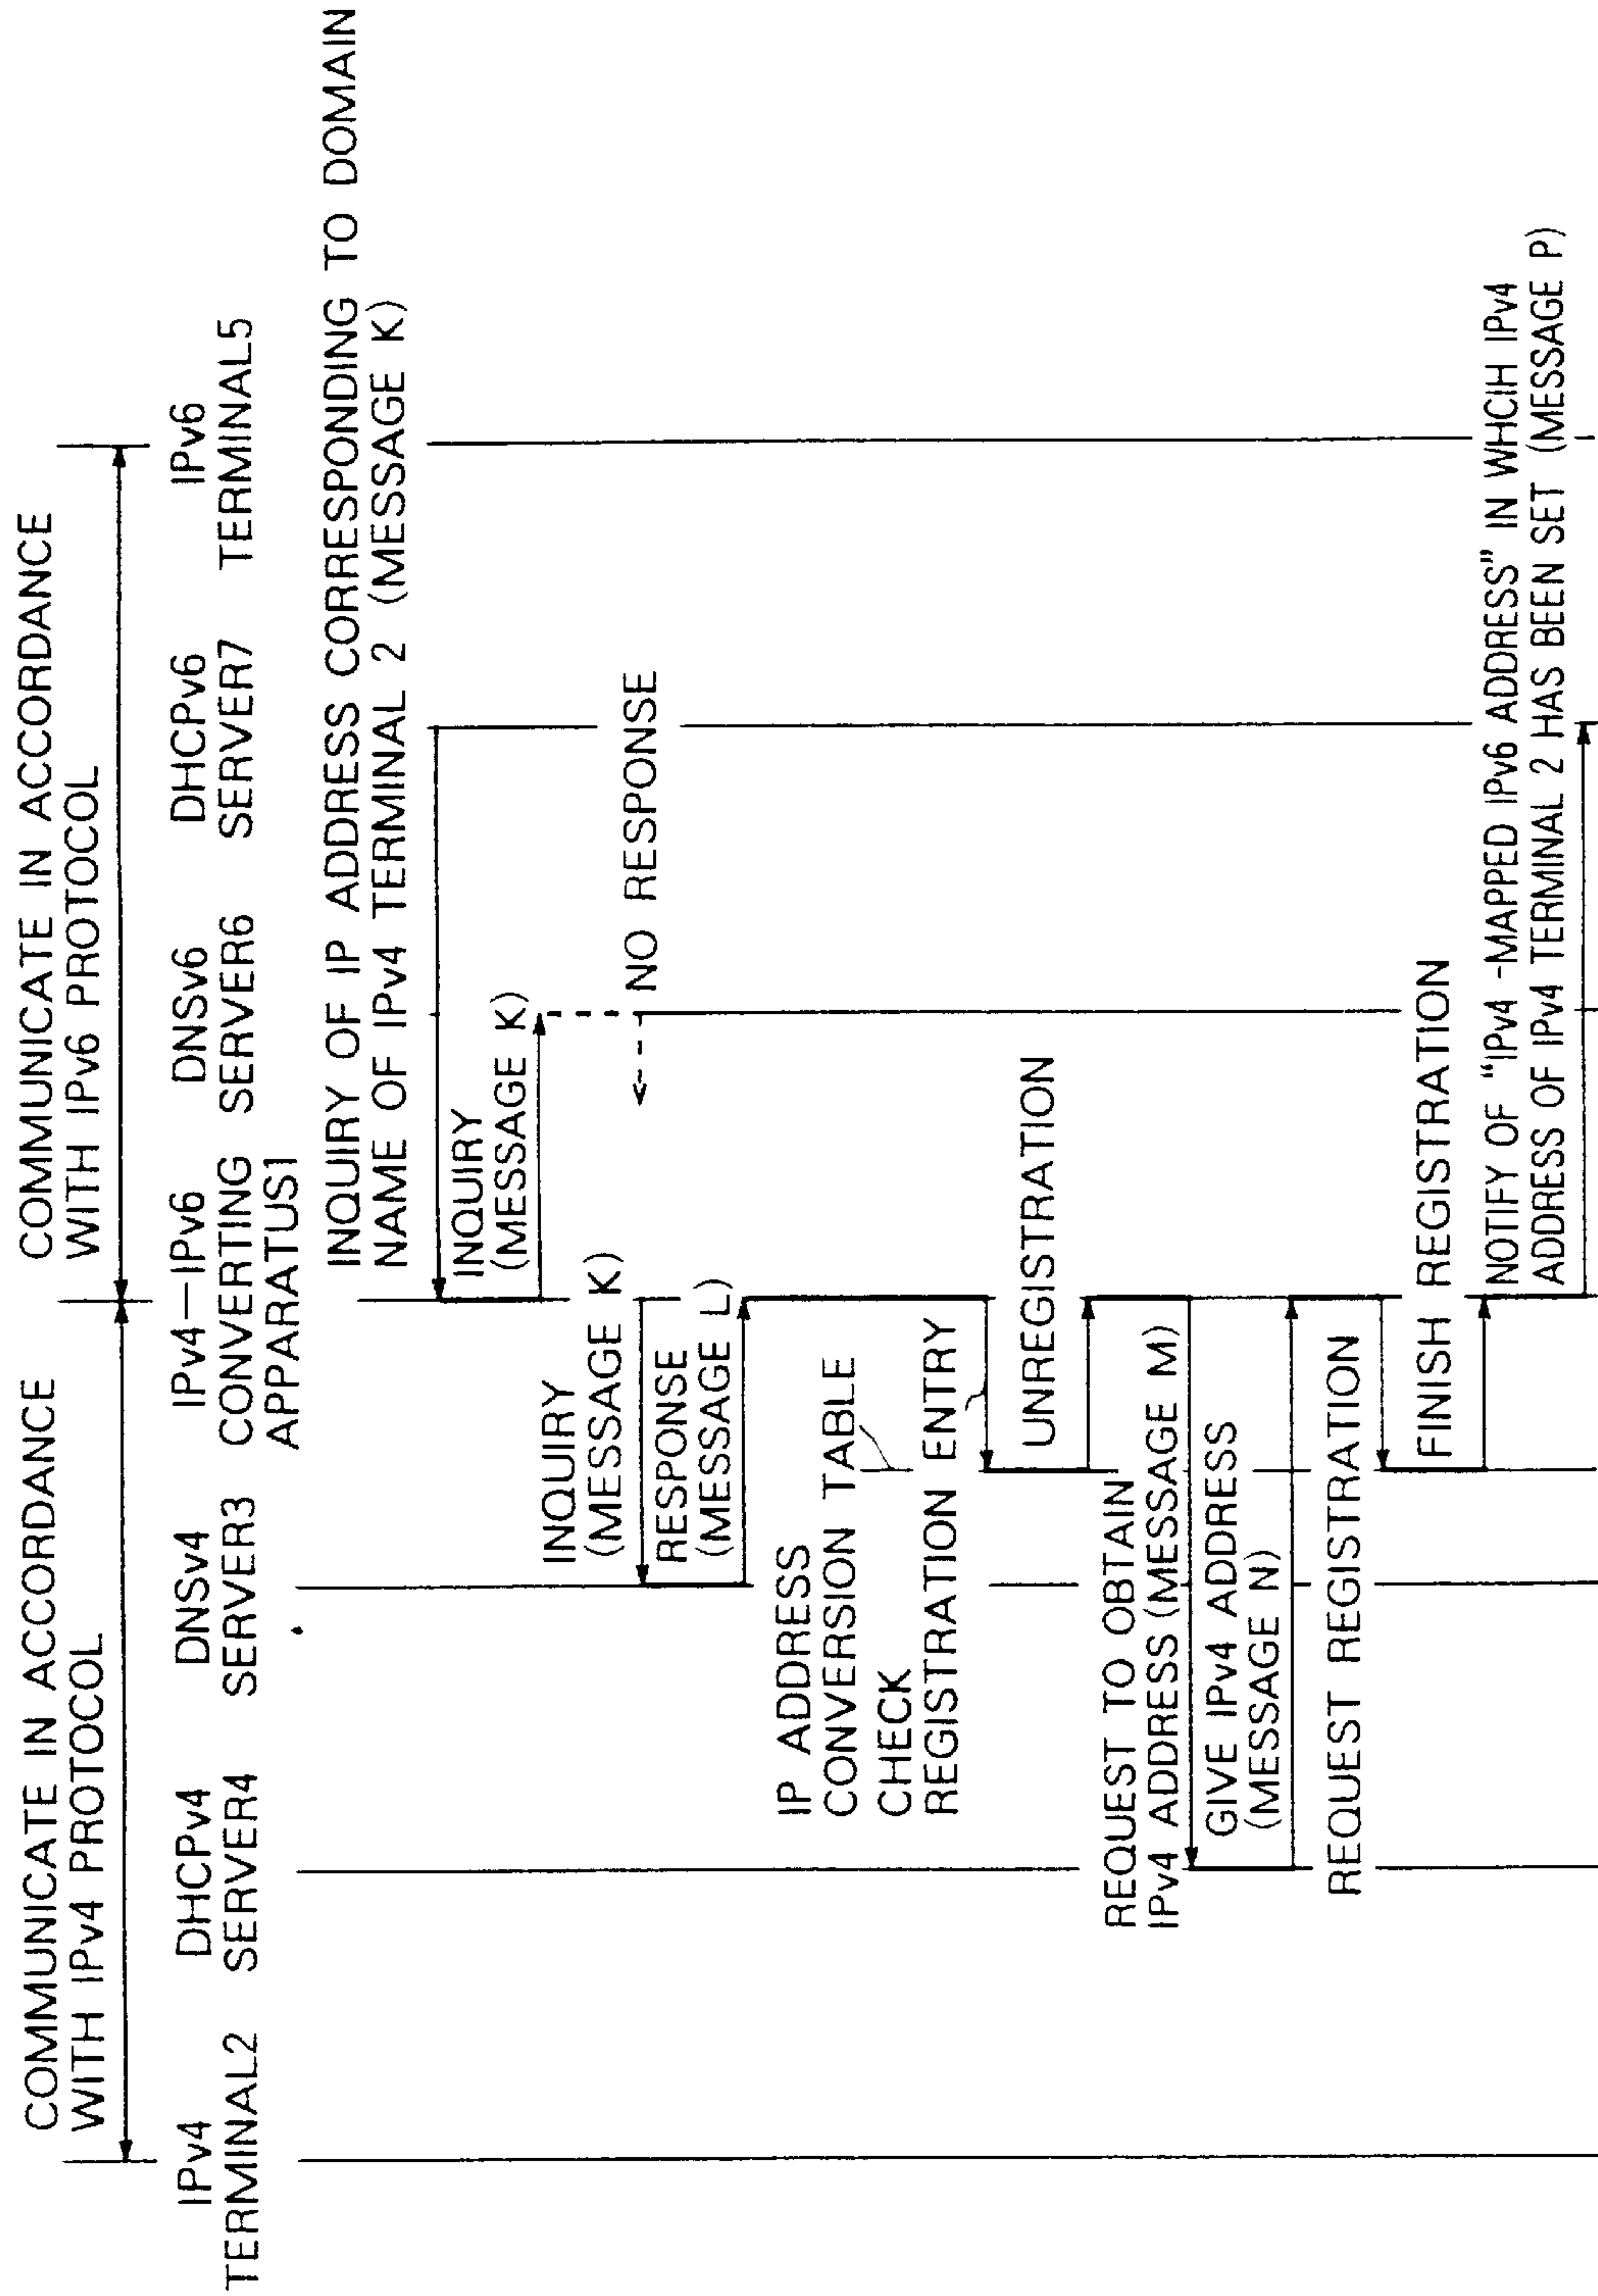 COMMUNICATE IN ACCORDANCE
WITH IPv4 PROTOCOL
COMMUNICATE IN ACCORDANCE
WITH IPv6 PROTOCOL
IPv4
TERMINAL2
DHCPv4
SERVER4
DNSv4
SERVER3
IPv4—IPv6
CONVERTING
APPARATUS1
DNSv6
SERVER6
DHCPv6
SERVER7
IPv6
TERMINAL5
INQUIRY OF IP ADDRESS CORRESPONDING TO DOMAIN
NAME OF IPv4 TERMINAL 2 (MESSAGE K)
INQUIRY
(MESSAGE K)
NO RESPONSE
INQUIRY
(MESSAGE K)
RESPONSE
(MESSAGE L)
IP ADDRESS
CONVERSION TABLE
CHECK
REGISTRATION ENTRY
UNREGISTRATION
REQUEST TO OBTAIN
IPv4 ADDRESS (MESSAGE M)
GIVE IPv4 ADDRESS
(MESSAGE N)
REQUEST REGISTRATION
FINISH REGISTRATION
NOTIFY OF "IPv4 -MAPPED IPv6 ADDRESS" IN WHCIH IPv4
ADDRESS OF IPv4 TERMINAL 2 HAS BEEN SET (MESSAGE P)